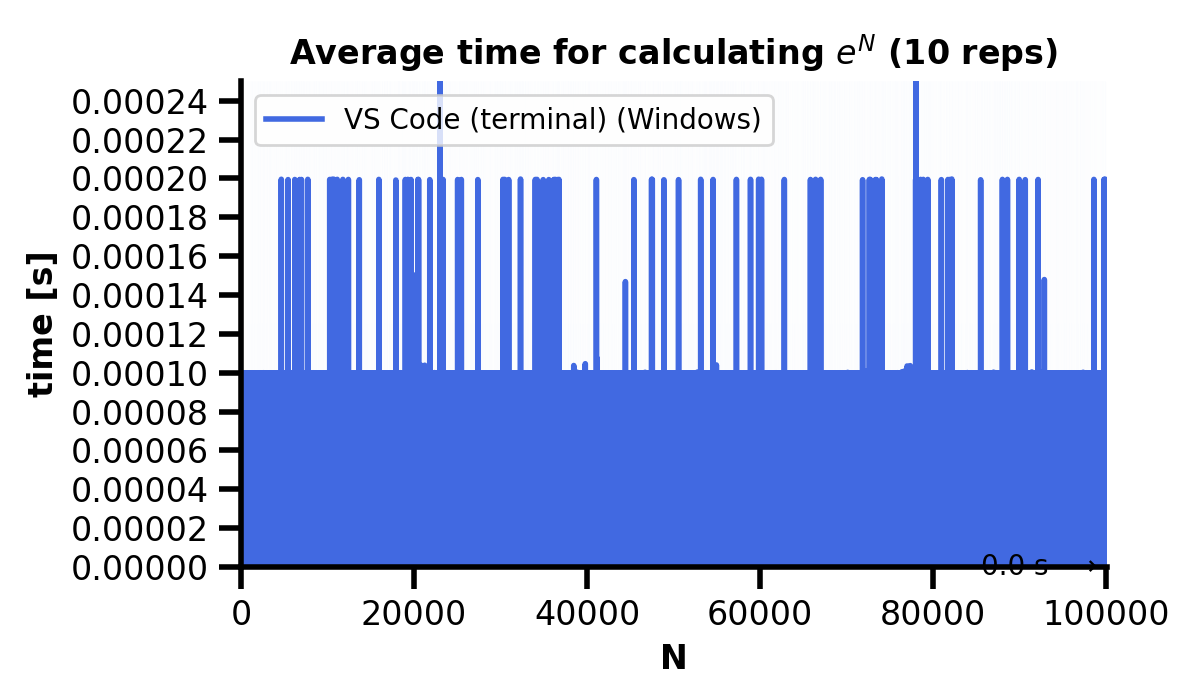 Average time for calculating e^N (10 reps)
VS Code (terminal) (Windows)
time [s]
0.00024
0.00022
0.00020
0.00018
0.00016
0.00014
0.00012
0.00010
0.00008
0.00006
0.00004
0.00002
0.00000
0.0 s →
0 20000 40000 60000 80000 100000
N